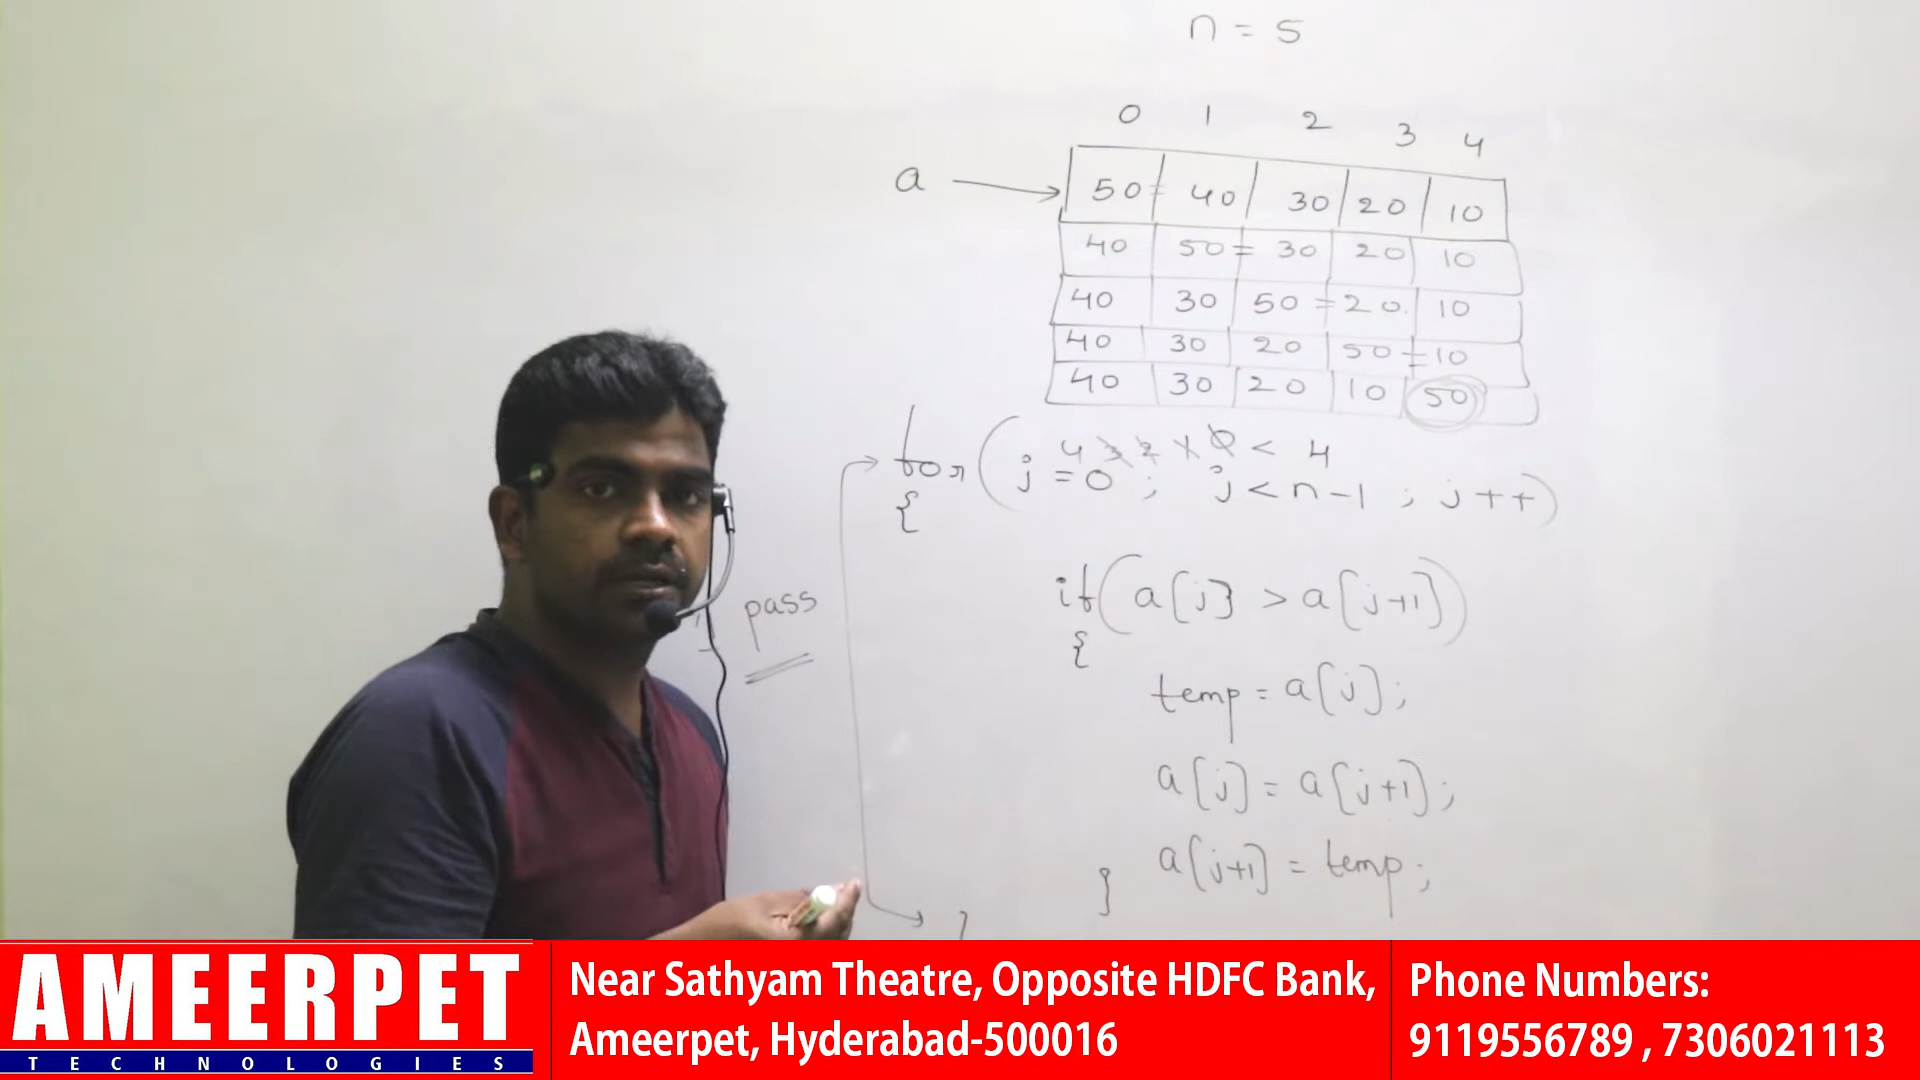 n = 5
0 1 2 3 4
a → 50 = 40 30 20 10
40 50 = 30 20 10
40 30 50 = 20 10
40 30 20 50 = 10
40 30 20 10 50
4 3 2 1 0 < 4
for ( j = 0 ; j < n - 1 ; j + + )
{
if ( a [ j ] > a [ j+1 ] )
pass
{
temp = a [ j ] ;
a [ j ] = a [ j+1 ] ;
a [ j+1 ] = temp ;
}
AMEERPET
TECHNOLOGIES
Near Sathyam Theatre, Opposite HDFC Bank,
Ameerpet, Hyderabad-500016
Phone Numbers:
9119556789 , 7306021113